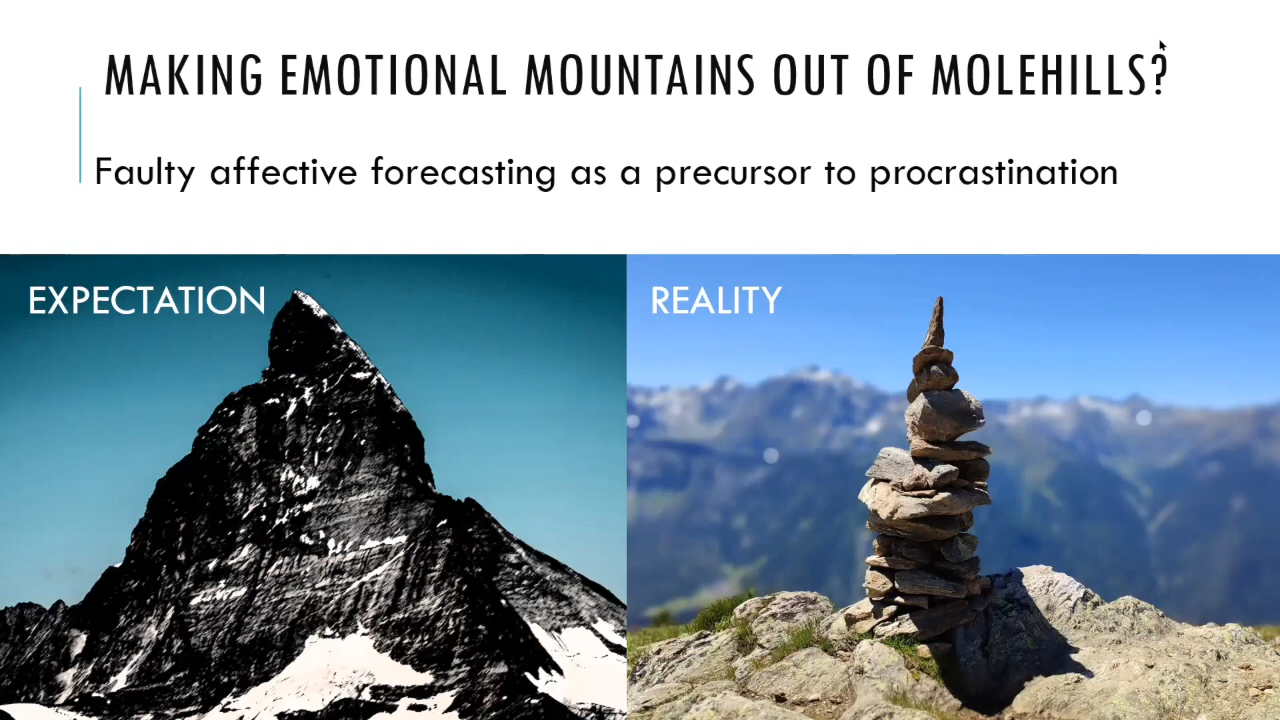 MAKING EMOTIONAL MOUNTAINS OUT OF MOLEHILLS?
Faulty affective forecasting as a precursor to procrastination
EXPECTATION
REALITY